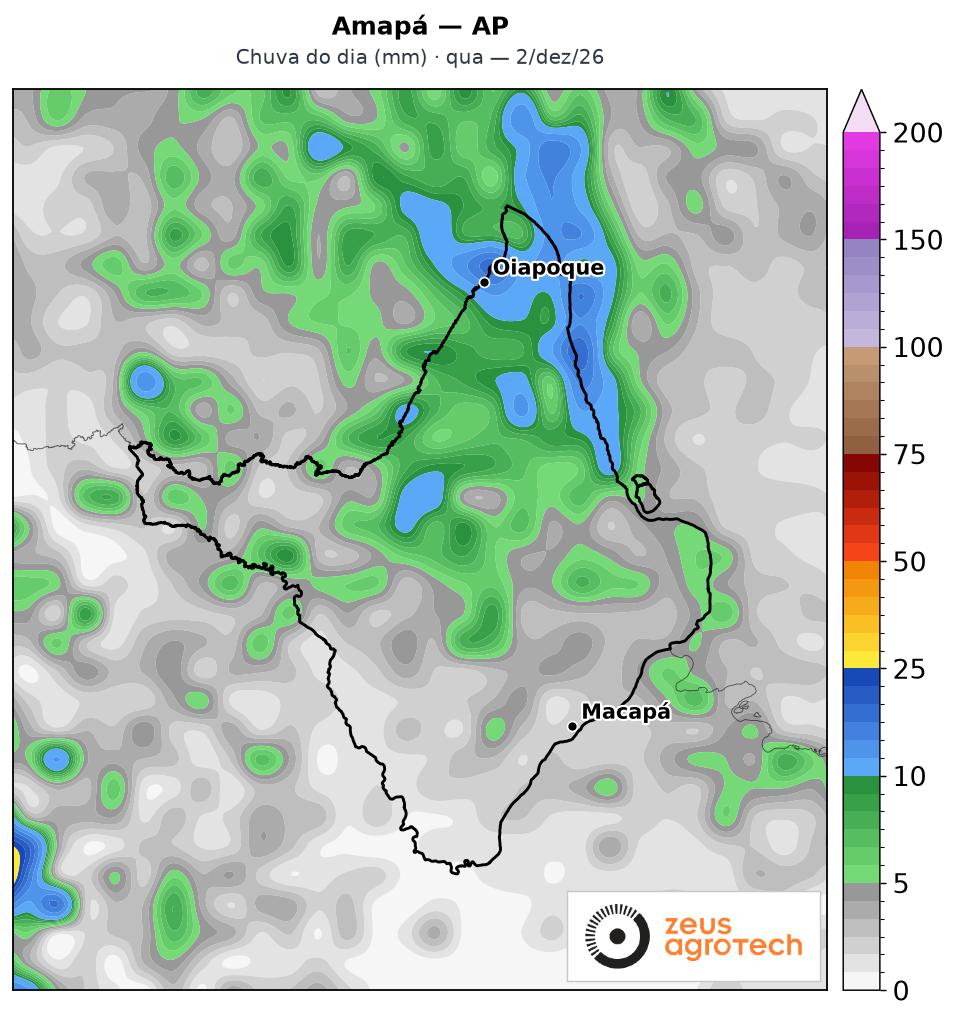 Amapá — AP
Chuva do dia (mm) · qua — 2/dez/26
200
150
100
75
50
25
10
5
0
Oiapoque
Macapá
zeus
agrotech